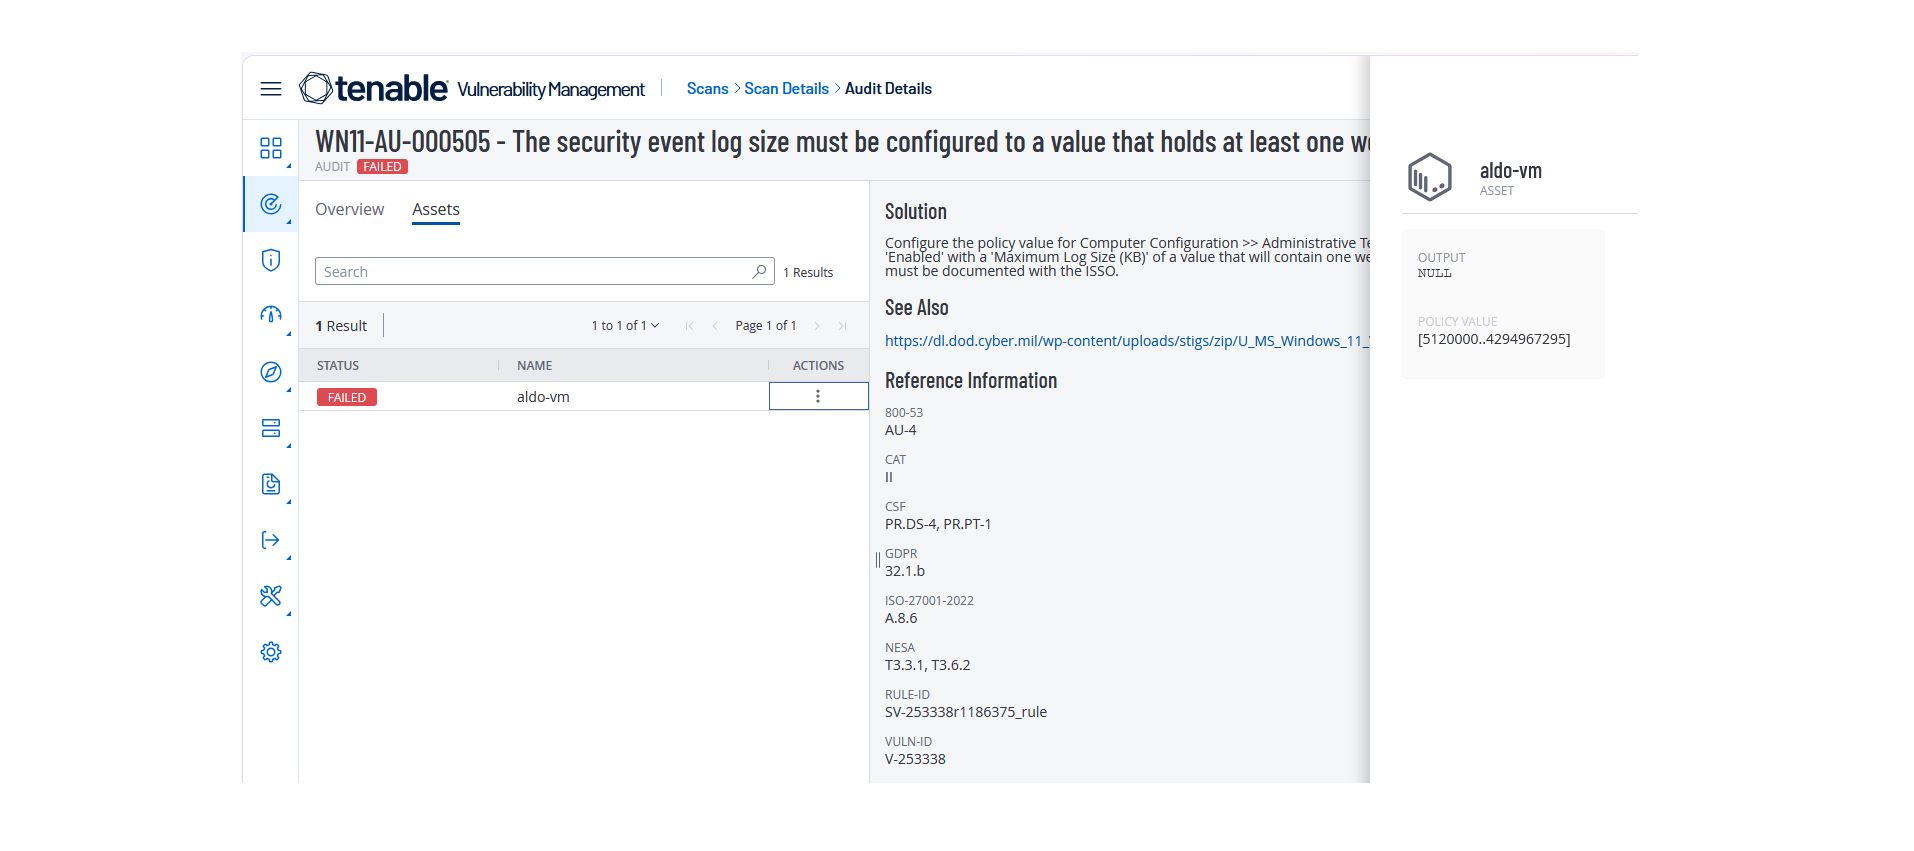 tenable Vulnerability Management
Scans > Scan Details > Audit Details
WN11-AU-000505 - The security event log size must be configured to a value that holds at least one
AUDIT FAILED
Overview Assets
Search
1 Results
1 Result
1 to 1 of 1
Page 1 of 1
STATUS NAME ACTIONS
FAILED aldo-vm
Solution
Configure the policy value for Computer Configuration >> Administrative
'Enabled' with a 'Maximum Log Size (KB)' of a value that will contain one
must be documented with the ISSO.
See Also
https://dl.dod.cyber.mil/wp-content/uploads/stigs/zip/U_MS_Windows_11_
Reference Information
800-53
AU-4
CAT
II
CSF
PR.DS-4, PR.PT-1
GDPR
32.1.b
ISO-27001-2022
A.8.6
NESA
T3.3.1, T3.6.2
RULE-ID
SV-253338r1186375_rule
VULN-ID
V-253338
aldo-vm
ASSET
OUTPUT
NULL
POLICY VALUE
[5120000..4294967295]